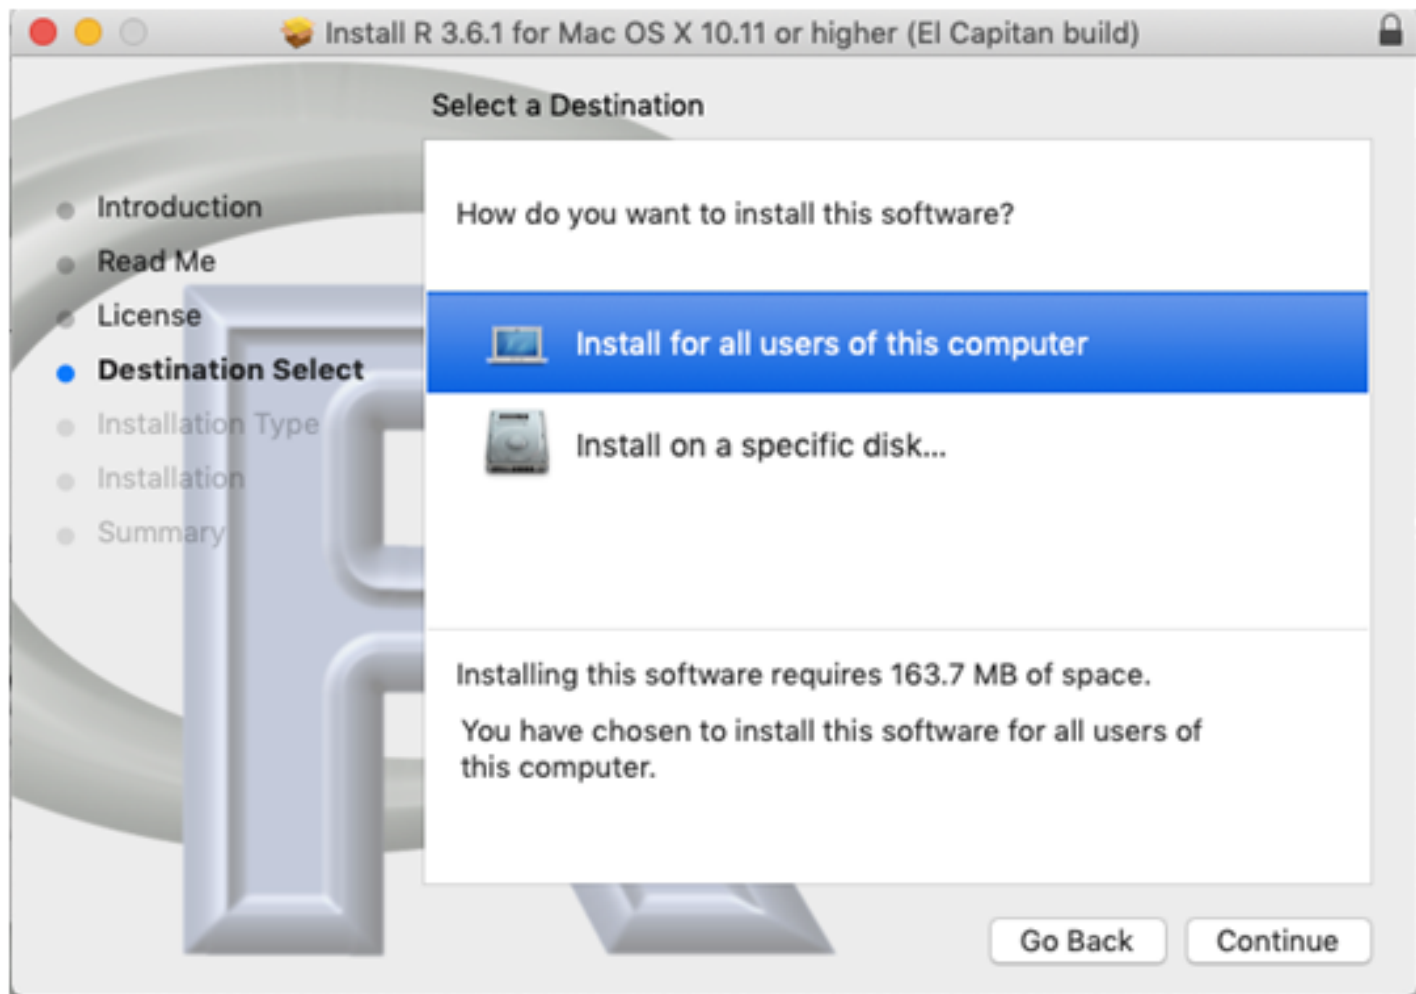 Install R 3.6.1 for Mac OS X 10.11 or higher (El Capitan build)
Select a Destination
Introduction
Read Me
License
Destination Select
Installation Type
Installation
Summary
How do you want to install this software?
Install for all users of this computer
Install on a specific disk...
Installing this software requires 163.7 MB of space.
You have chosen to install this software for all users of
this computer.
Go Back
Continue